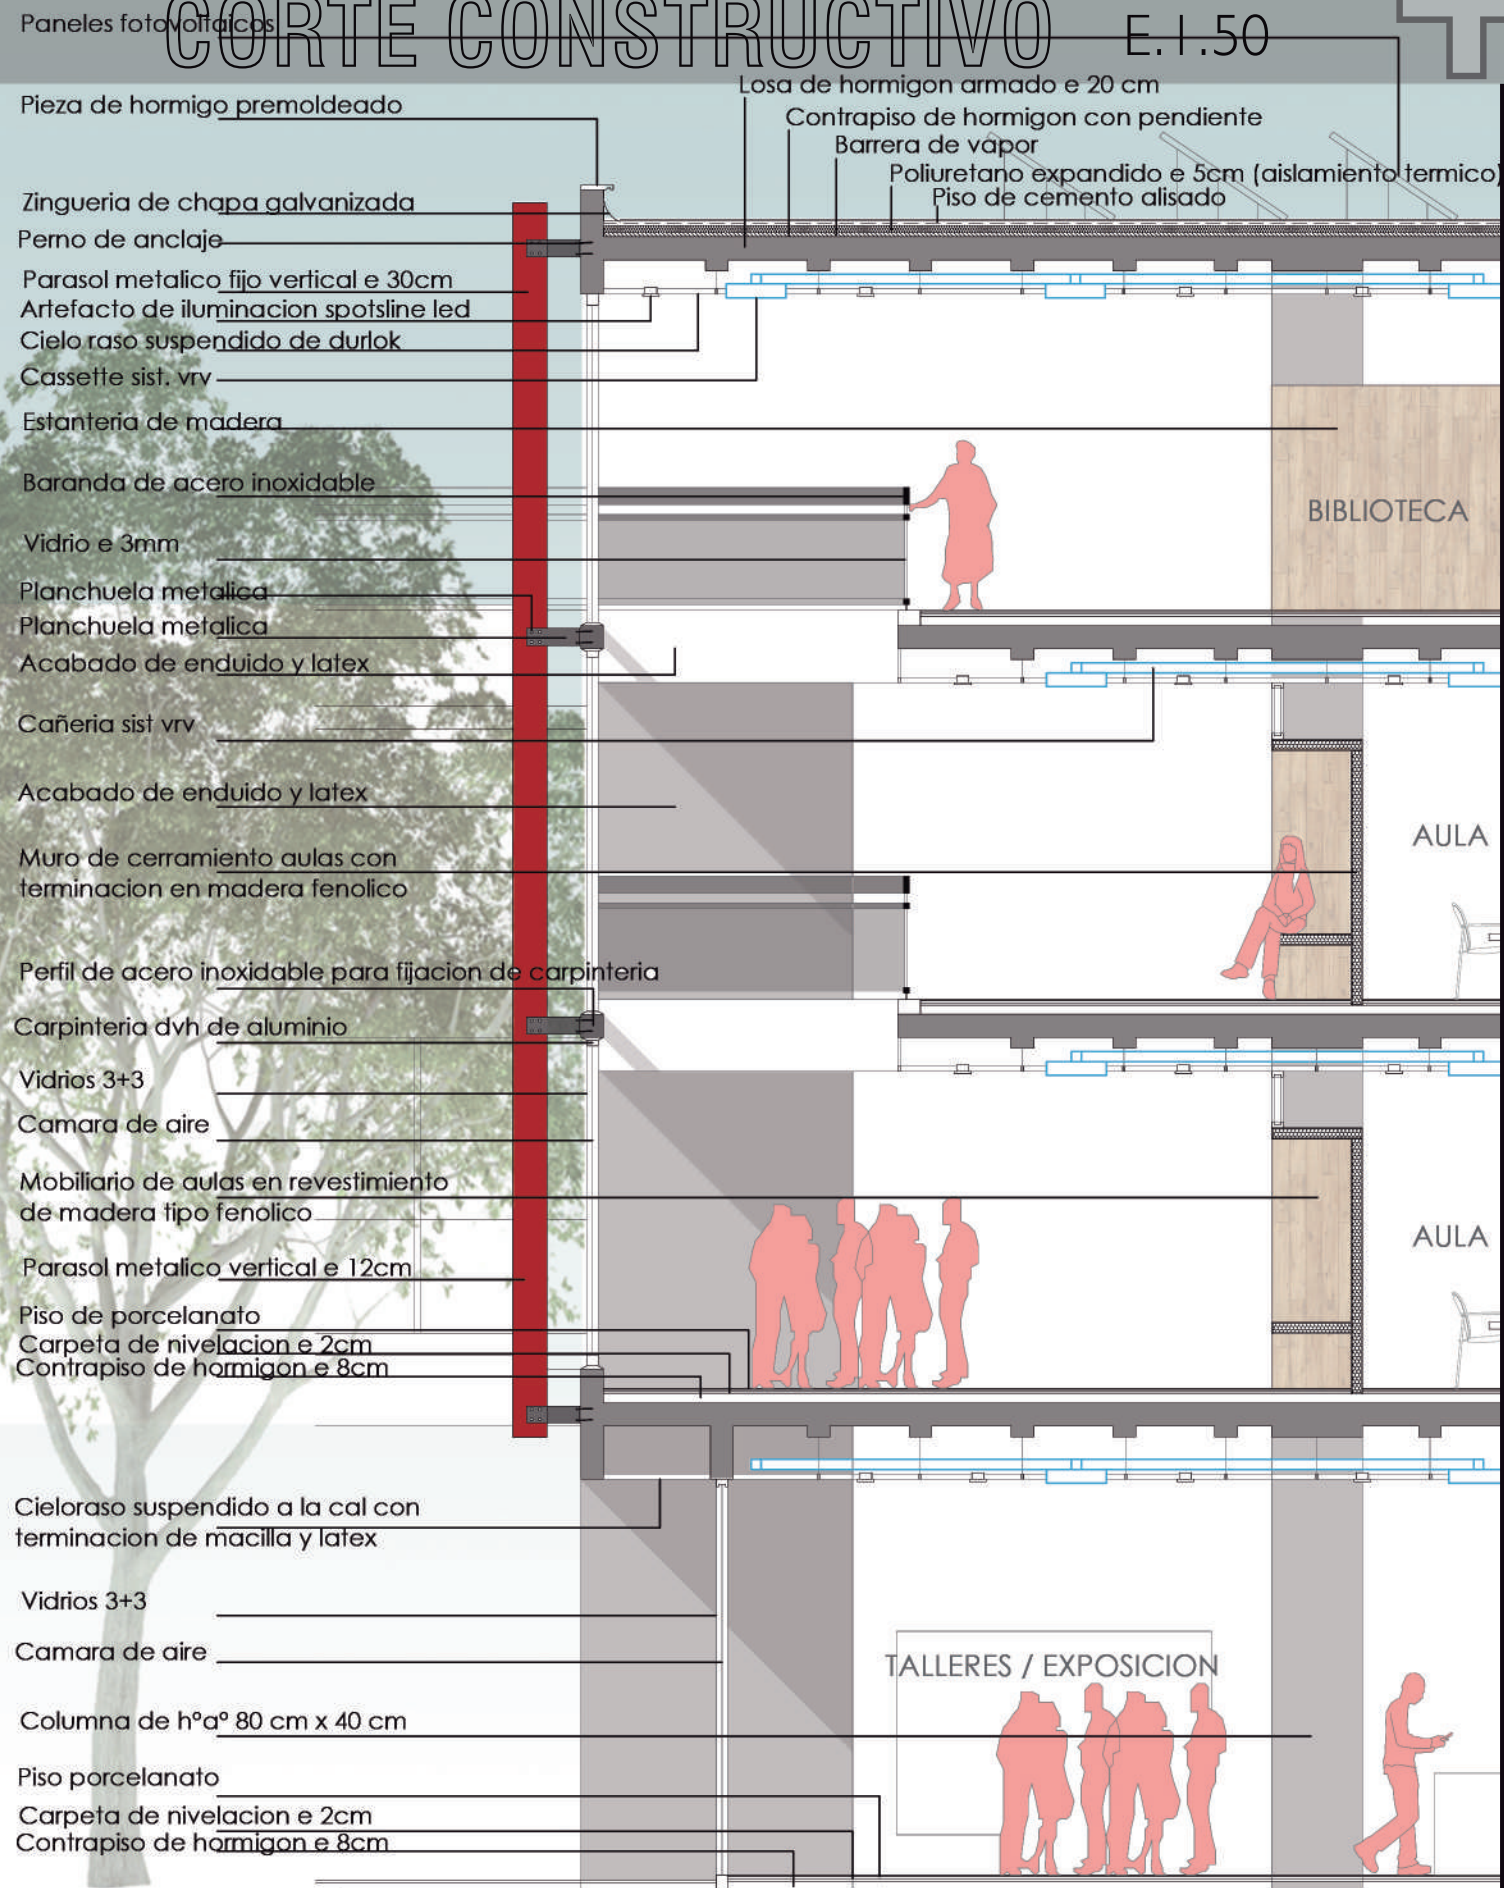 CORTE CONSTRUCTIVO E.1.50
Paneles fotovoltaicos
Pieza de hormigo premoldeado
Zingueria de chapa galvanizada
Perno de anclaje
Parasol metalico fijo vertical e 30cm
Artefacto de iluminacion spotsline led
Cielo raso suspendido de durlok
Cassette sist. vrv
Estanteria de madera
Baranda de acero inoxidable
Vidrio e 3mm
Planchuela metalica
Planchuela metalica
Acabado de enduido y latex
Cañeria sist vrv
Acabado de enduido y latex
Muro de cerramiento aulas con
terminacion en madera fenolico
Perfil de acero inoxidable para fijacion de carpinteria
Carpinteria dvh de aluminio
Vidrios 3+3
Camara de aire
Mobiliario de aulas en revestimiento
de madera tipo fenolico
Parasol metalico vertical e 12cm
Piso de porcelanato
Carpeta de nivelacion e 2cm
Contrapiso de hormigon e 8cm
Cieloraso suspendido a la cal con
terminacion de macilla y latex
Vidrios 3+3
Camara de aire
Columna de hºaº 80 cm x 40 cm
Piso porcelanato
Carpeta de nivelacion e 2cm
Contrapiso de hormigon e 8cm
Losa de hormigon armado e 20 cm
Contrapiso de hormigon con pendiente
Barrera de vapor
Poliuretano expandido e 5cm (aislamiento termico)
Piso de cemento alisado
BIBLIOTECA
AULA
AULA
TALLERES / EXPOSICION